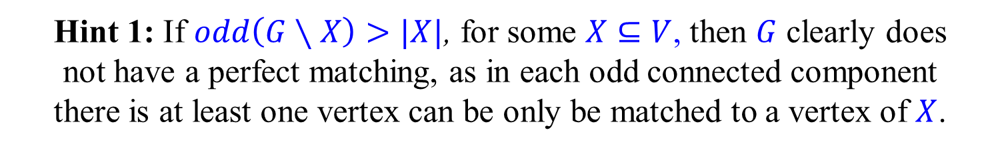 Hint 1: If 𝑜𝑑𝑑(𝐺 \ 𝑋) > |𝑋|, for some 𝑋 ⊆ 𝑉, then 𝐺 clearly does
not have a perfect matching, as in each odd connected component
there is at least one vertex can be only be matched to a vertex of 𝑋.